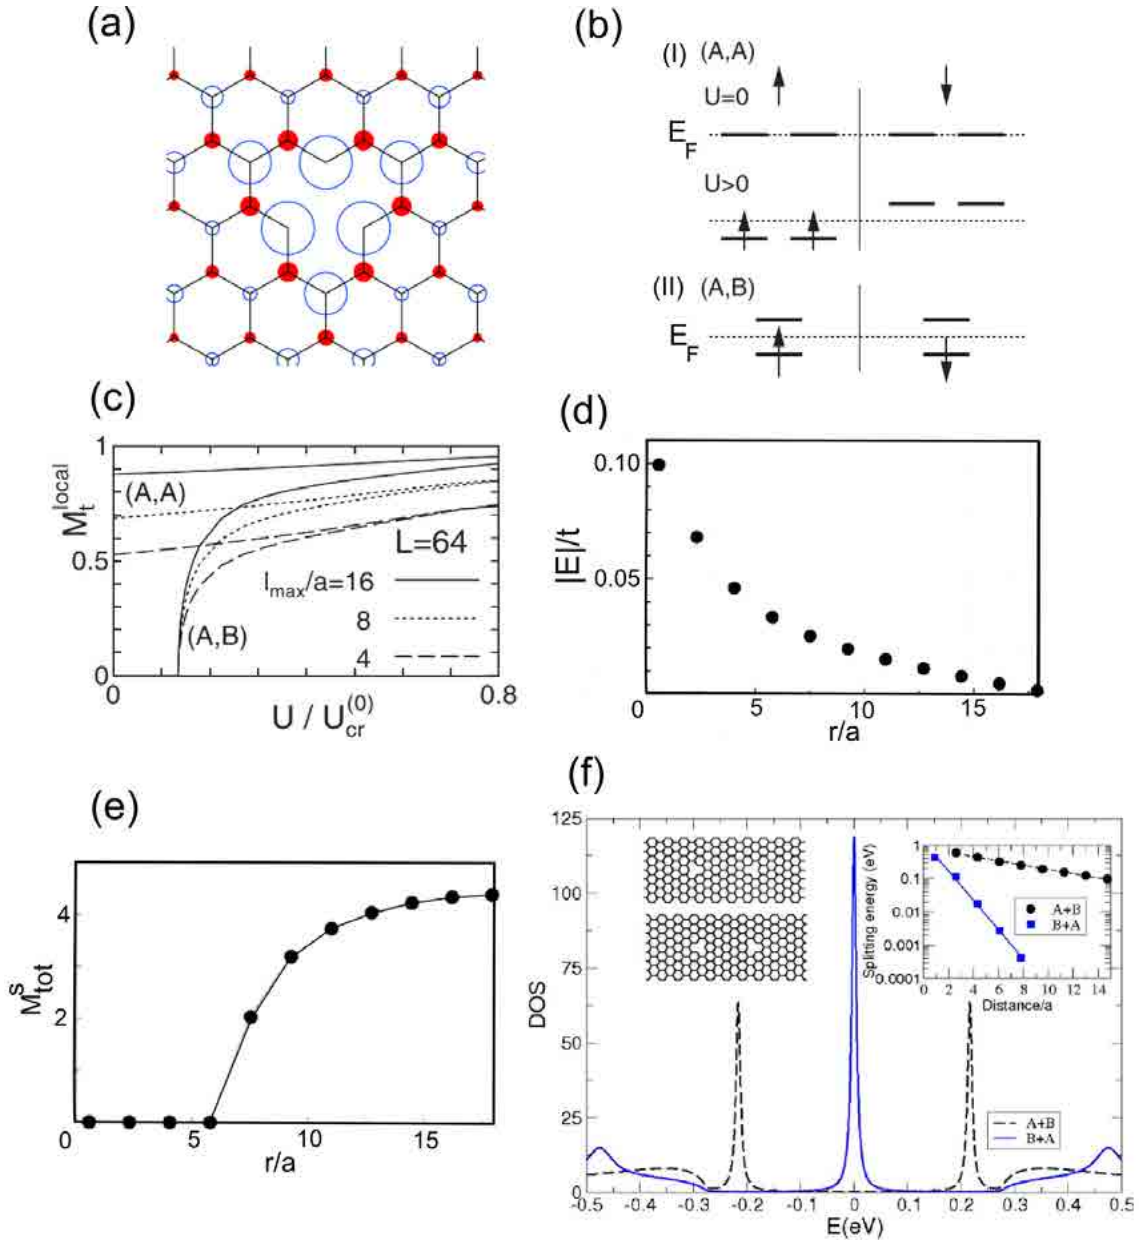 (a)
(b)
(I) (A,A)
U=0
E_F
U>0
(II) (A,B)
E_F
(c)
1
0.5
0
M_t^local
(A,A)
(A,B)
L=64
l_max/a=16
8
4
0
0.8
U / U_cr^(0)
(d)
0.10
0.05
|E|/t
0
5
10
15
r/a
(e)
4
2
M_tot^s
0
5
10
15
r/a
(f)
125
100
75
50
25
0
DOS
-0.5
-0.4
-0.3
-0.2
-0.1
0
0.1
0.2
0.3
0.4
0.5
E(eV)
A+B
B+A
Splitting energy (eV)
1
0.1
0.01
0.001
0.0001
A+B
B+A
0
2
4
6
8
10
12
14
Distance/a